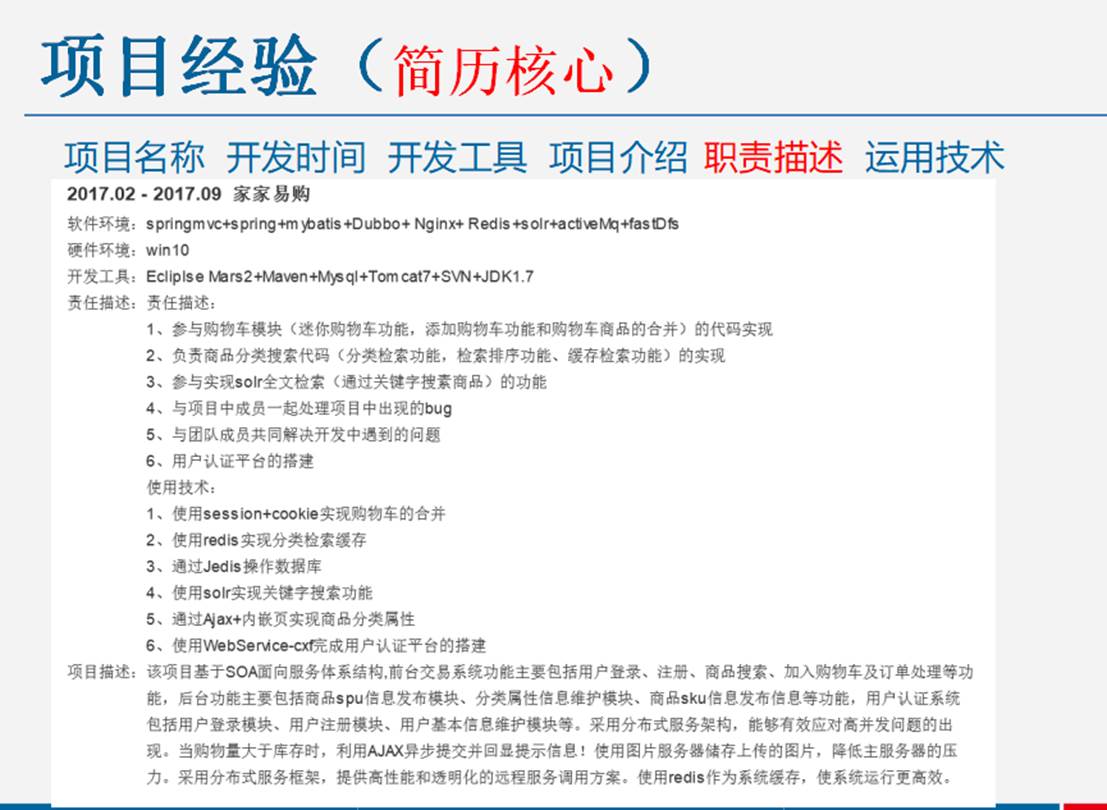 项目经验（简历核心）
项目名称 开发时间 开发工具 项目介绍 职责描述 运用技术
2017.02 - 2017.09 家家易购
软件环境：springmvc+spring+mybatis+Dubbo+ Nginx+ Redis+solr+activeMq+fastDfs
硬件环境：win10
开发工具：Ecliplse Mars2+Maven+Mysql+Tomcat7+SVN+JDK1.7
责任描述：责任描述：
1、参与购物车模块（迷你购物车功能，添加购物车功能和购物车商品的合并）的代码实现
2、负责商品分类搜索代码（分类检索功能，检索排序功能、缓存检索功能）的实现
3、参与实现solr全文检索（通过关键字搜素商品）的功能
4、与项目中成员一起处理项目中出现的bug
5、与团队成员共同解决开发中遇到的问题
6、用户认证平台的搭建
使用技术：
1、使用session+cookie实现购物车的合并
2、使用redis实现分类检索缓存
3、通过Jedis操作数据库
4、使用solr实现关键字搜索功能
5、通过Ajax+内嵌页实现商品分类属性
6、使用WebService-cxf完成用户认证平台的搭建
项目描述：该项目基于SOA面向服务体系结构,前台交易系统功能主要包括用户登录、注册、商品搜索、加入购物车及订单处理等功
能，后台功能主要包括商品spu信息发布模块、分类属性信息维护模块、商品sku信息发布信息等功能，用户认证系统
包括用户登录模块、用户注册模块、用户基本信息维护模块等。采用分布式服务架构，能够有效应对高并发问题的出
现。当购物量大于库存时，利用AJAX异步提交并回显提示信息！使用图片服务器储存上传的图片，降低主服务器的压
力。采用分布式服务框架，提供高性能和透明化的远程服务调用方案。使用redis作为系统缓存，使系统运行更高效。